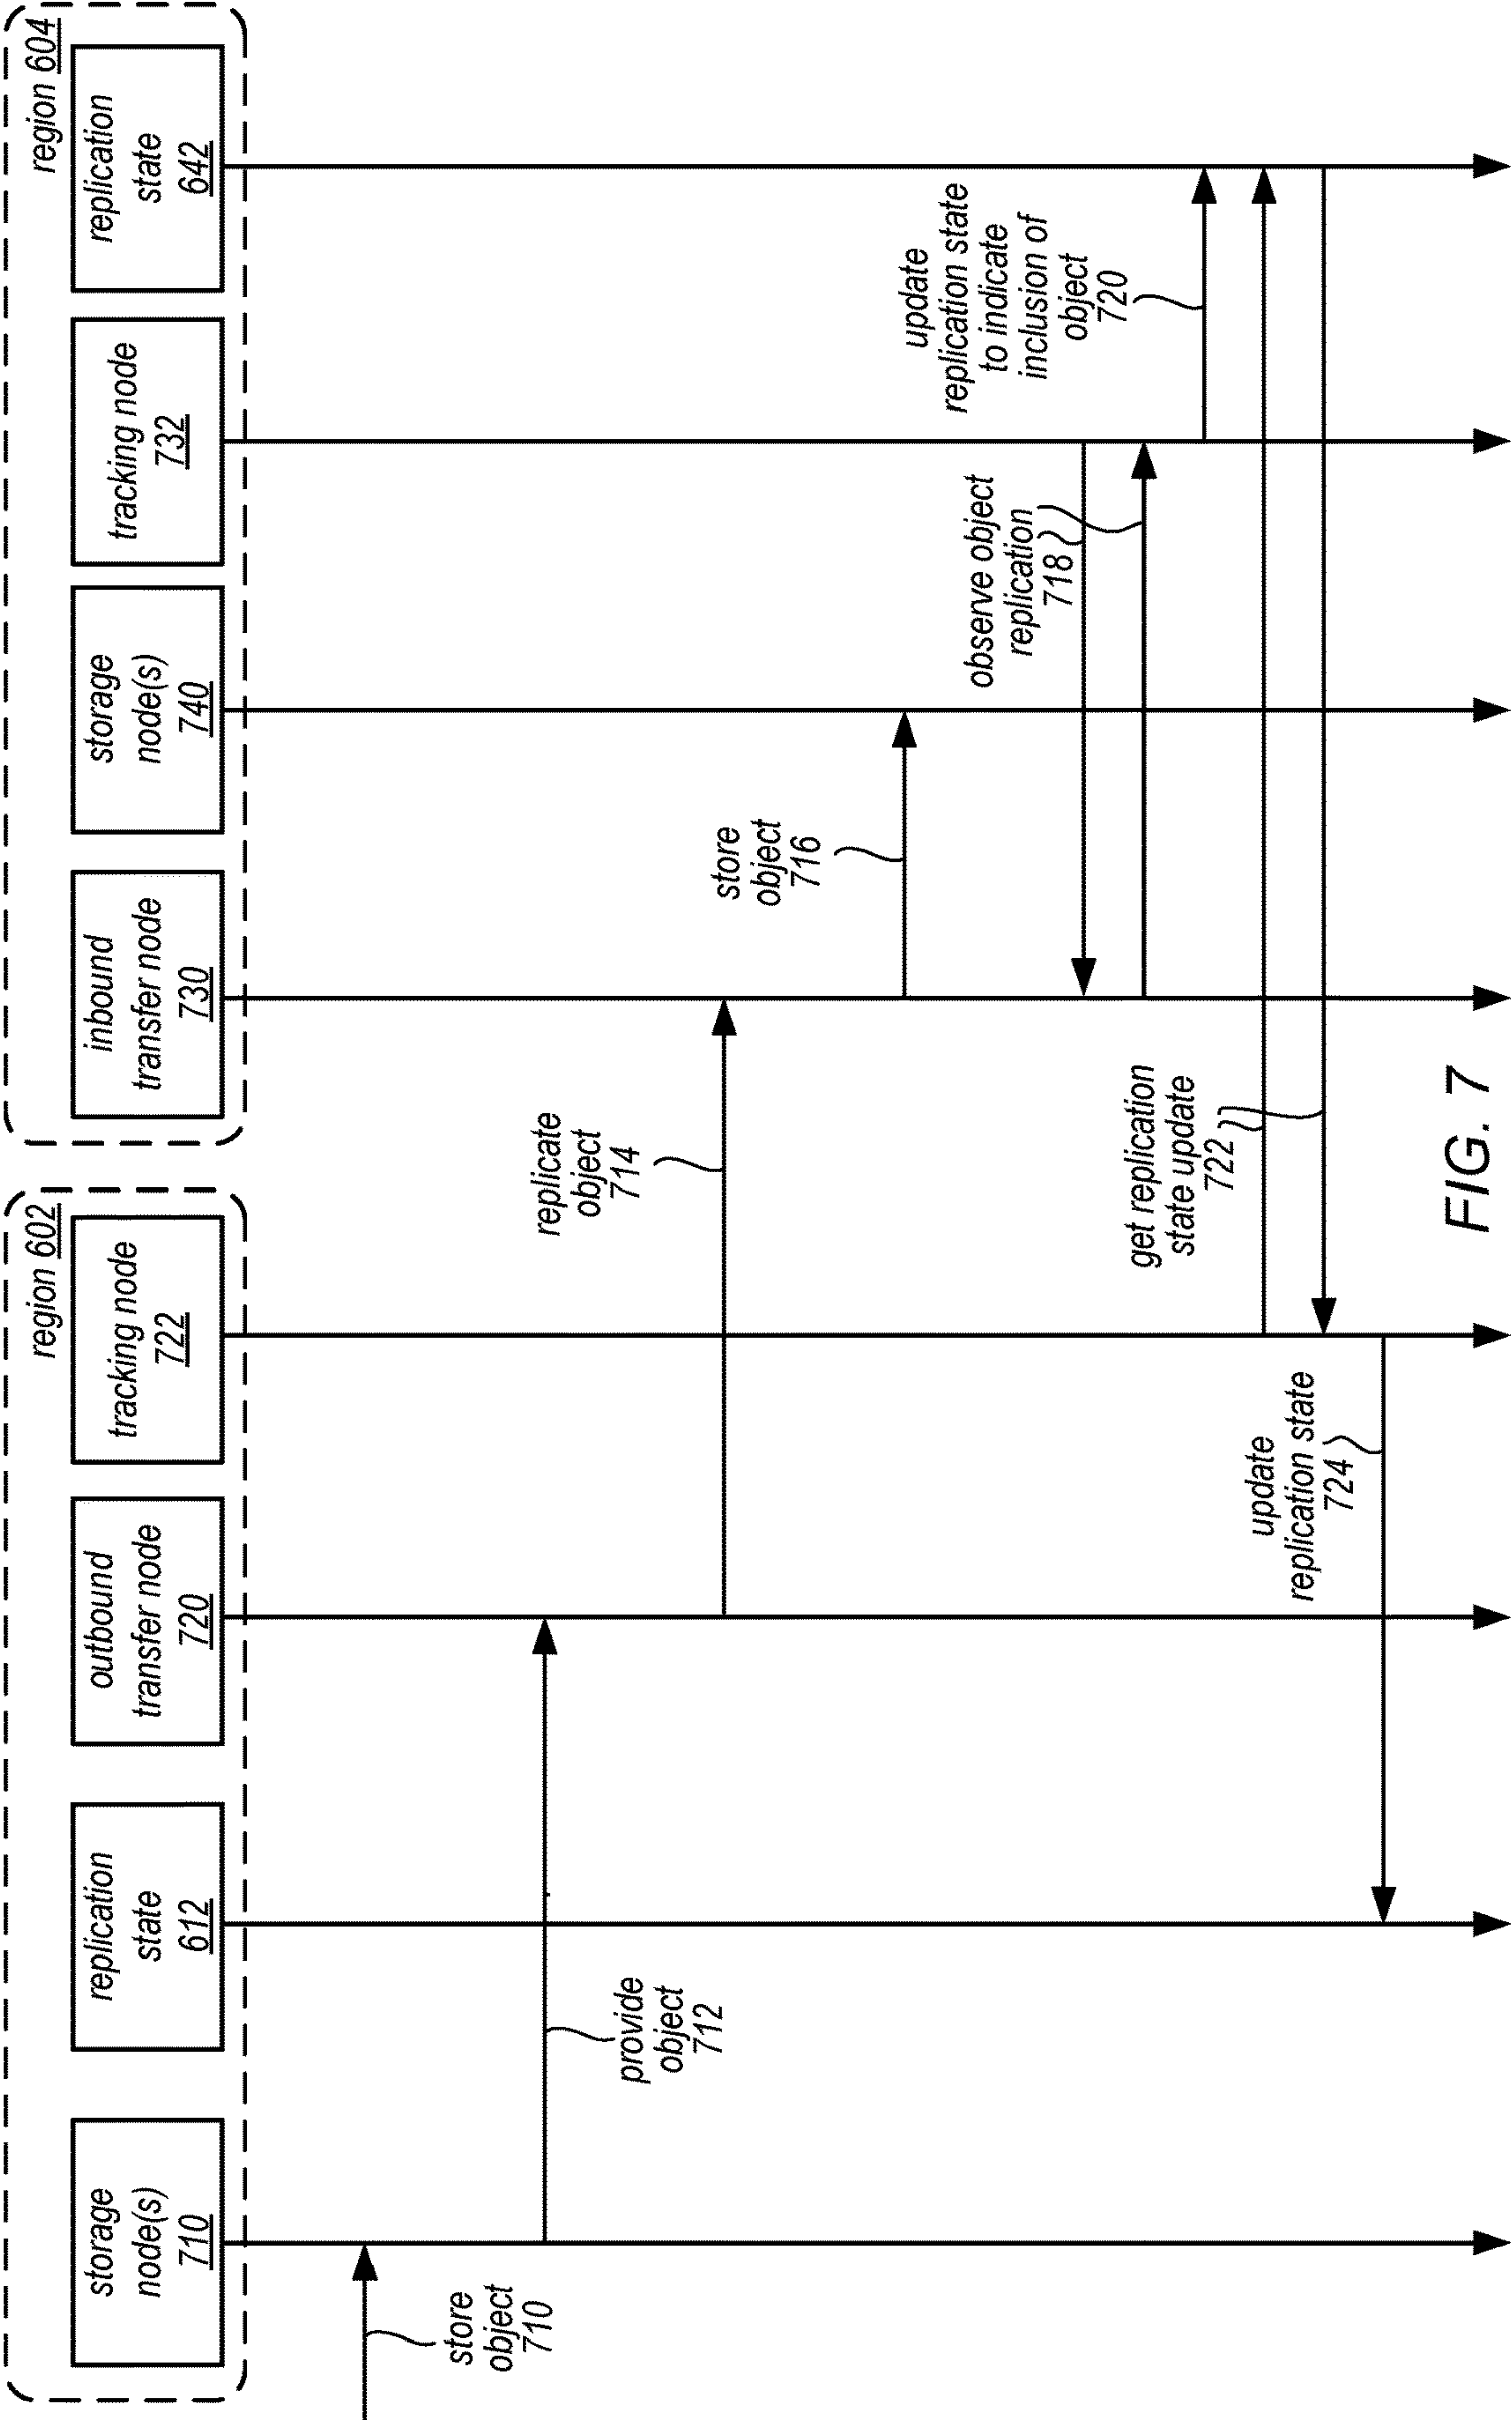 region 602
storage
node(s)
710
replication
state
612
outbound
transfer node
720
tracking node
722
region 604
inbound
transfer node
730
storage
node(s)
740
tracking node
732
replication
state
642
store
object
710
provide
object
712
replicate
object
714
store
object
716
observe object
replication
718
update
replication state
to indicate
inclusion of
object
720
get replication
state update
722
update
replication state
724
FIG. 7